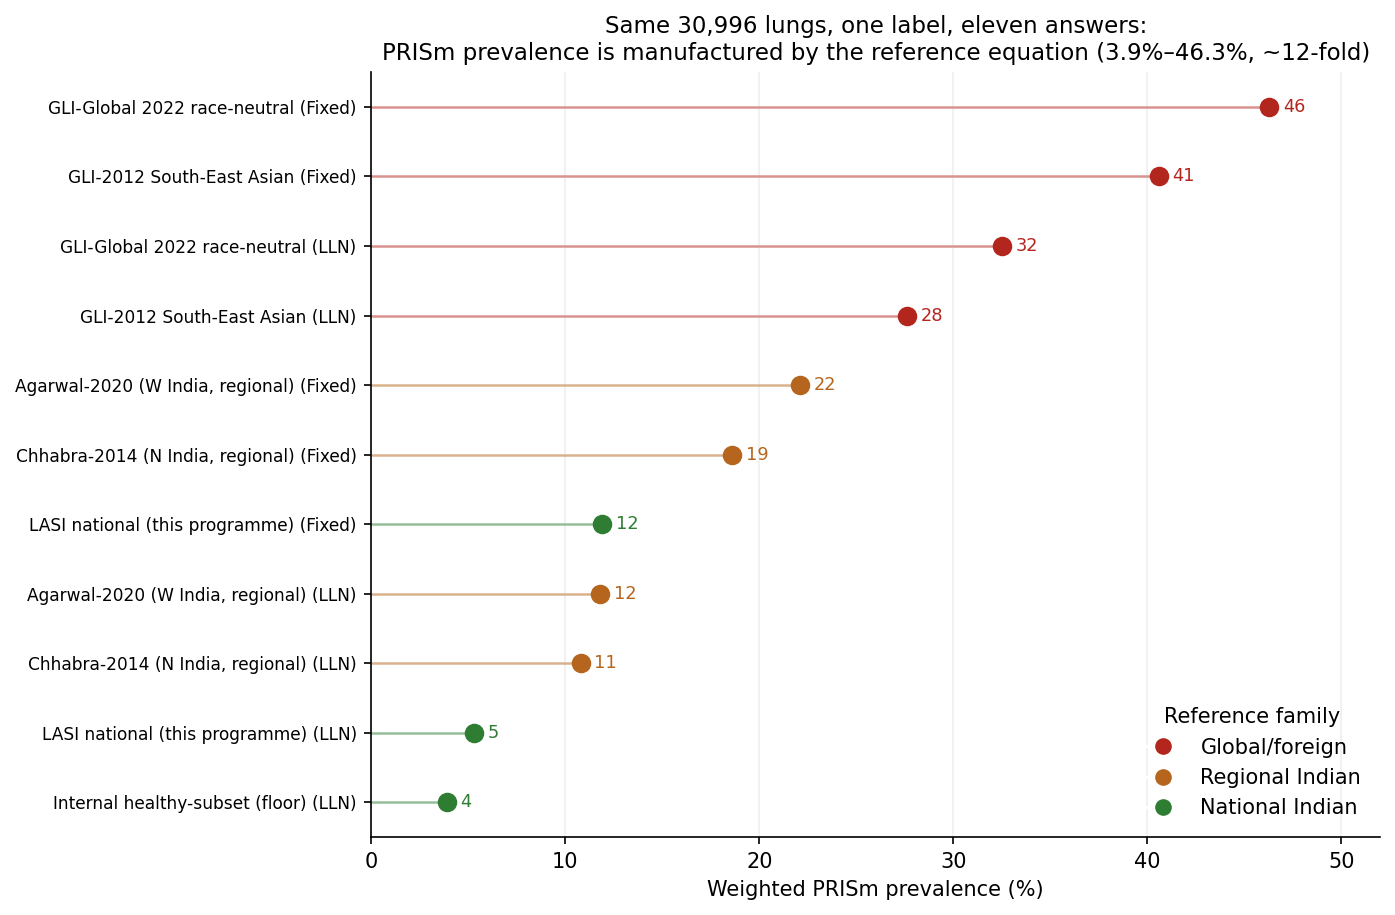 Same 30,996 lungs, one label, eleven answers:
PRISm prevalence is manufactured by the reference equation (3.9%–46.3%, ~12-fold)
GLI-Global 2022 race-neutral (Fixed)
46
GLI-2012 South-East Asian (Fixed)
41
GLI-Global 2022 race-neutral (LLN)
32
GLI-2012 South-East Asian (LLN)
28
Agarwal-2020 (W India, regional) (Fixed)
22
Chhabra-2014 (N India, regional) (Fixed)
19
LASI national (this programme) (Fixed)
12
Agarwal-2020 (W India, regional) (LLN)
12
Chhabra-2014 (N India, regional) (LLN)
11
LASI national (this programme) (LLN)
5
Internal healthy-subset (floor) (LLN)
4
Reference family
Global/foreign
Regional Indian
National Indian
0 10 20 30 40 50
Weighted PRISm prevalence (%)